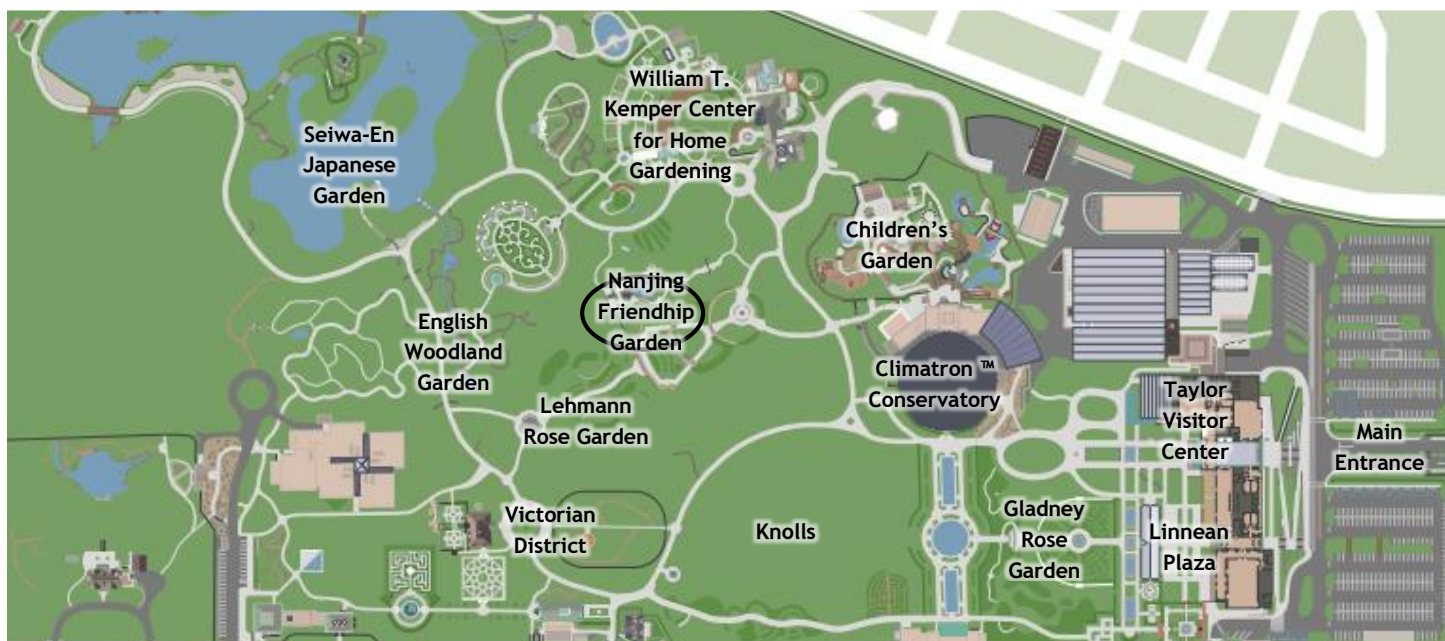 William T.
Kemper Center
for Home
Gardening
Seiwa-En
Japanese
Garden
Children's
Garden
Nanjing
Friendhip
Garden
English
Woodland
Garden
Climatron ™
Conservatory
Lehmann
Rose Garden
Taylor
Visitor
Center
Main
Entrance
Victorian
District
Knolls
Gladney
Rose
Garden
Linnean
Plaza